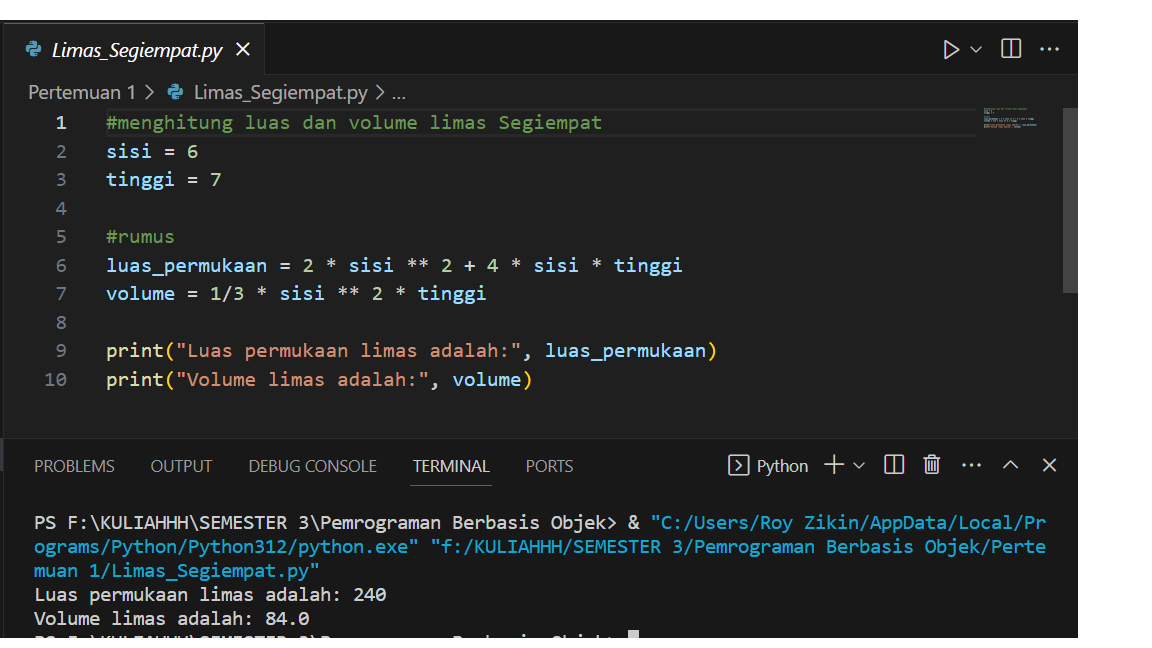 Limas_Segiempat.py
Pertemuan 1 > Limas_Segiempat.py > ...
1 #menghitung luas dan volume limas Segiempat
2 sisi = 6
3 tinggi = 7
4
5 #rumus
6 luas_permukaan = 2 * sisi ** 2 + 4 * sisi * tinggi
7 volume = 1/3 * sisi ** 2 * tinggi
8
9 print("Luas permukaan limas adalah:", luas_permukaan)
10 print("Volume limas adalah:", volume)
PROBLEMS OUTPUT DEBUG CONSOLE TERMINAL PORTS Python
PS F:\KULIAHHH\SEMESTER 3\Pemrograman Berbasis Objek> & "C:/Users/Roy Zikin/AppData/Local/Pr
ograms/Python/Python312/python.exe" "f:/KULIAHHH/SEMESTER 3/Pemrograman Berbasis Objek/Perte
muan 1/Limas_Segiempat.py"
Luas permukaan limas adalah: 240
Volume limas adalah: 84.0